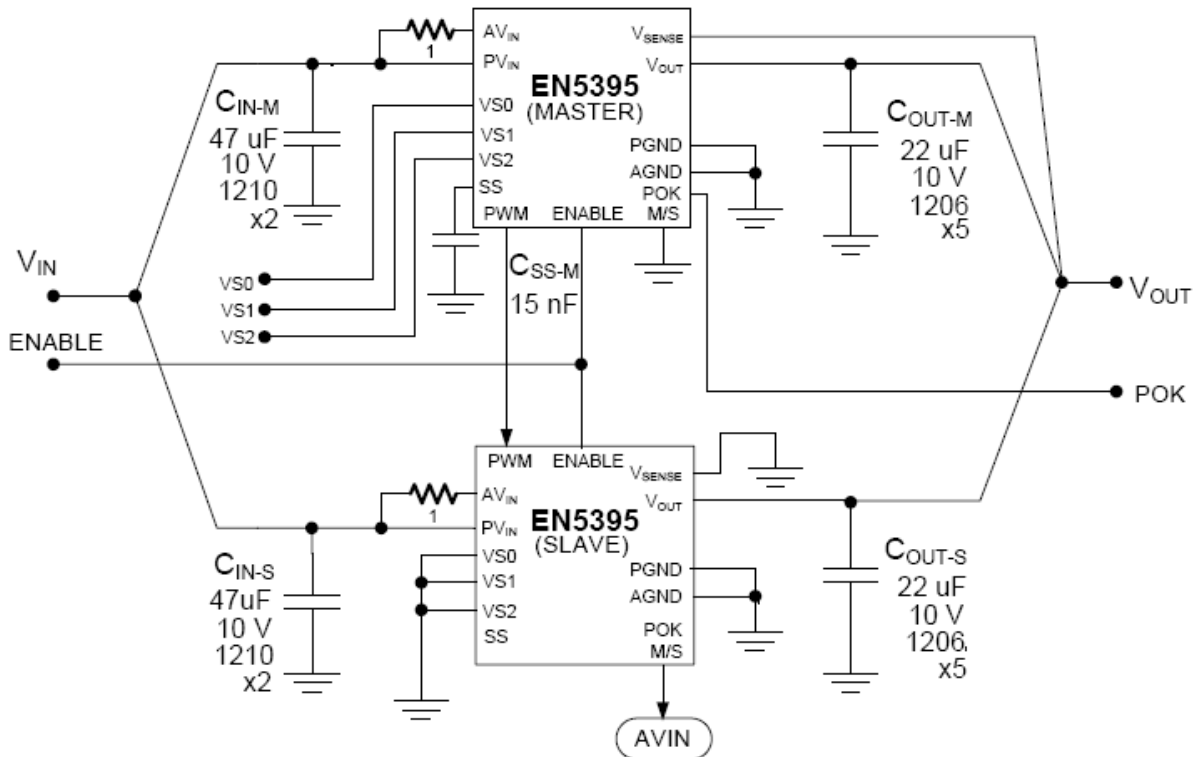 AVIN
1
PVIN
VS0
VS1
VS2
SS
PWM
ENABLE
M/S
EN5395
(MASTER)
VSENSE
VOUT
PGND
AGND
POK
CIN-M
47 uF
10 V
1210
x2
COUT-M
22 uF
10 V
1206
x5
CSS-M
15 nF
VIN
VS0
VS1
VS2
ENABLE
VOUT
POK
PWM
ENABLE
VSENSE
AVIN
1
VOUT
PVIN
EN5395
(SLAVE)
VS0
VS1
VS2
SS
PGND
AGND
POK
M/S
CIN-S
47uF
10 V
1210
x2
COUT-S
22 uF
10 V
1206
x5
AVIN